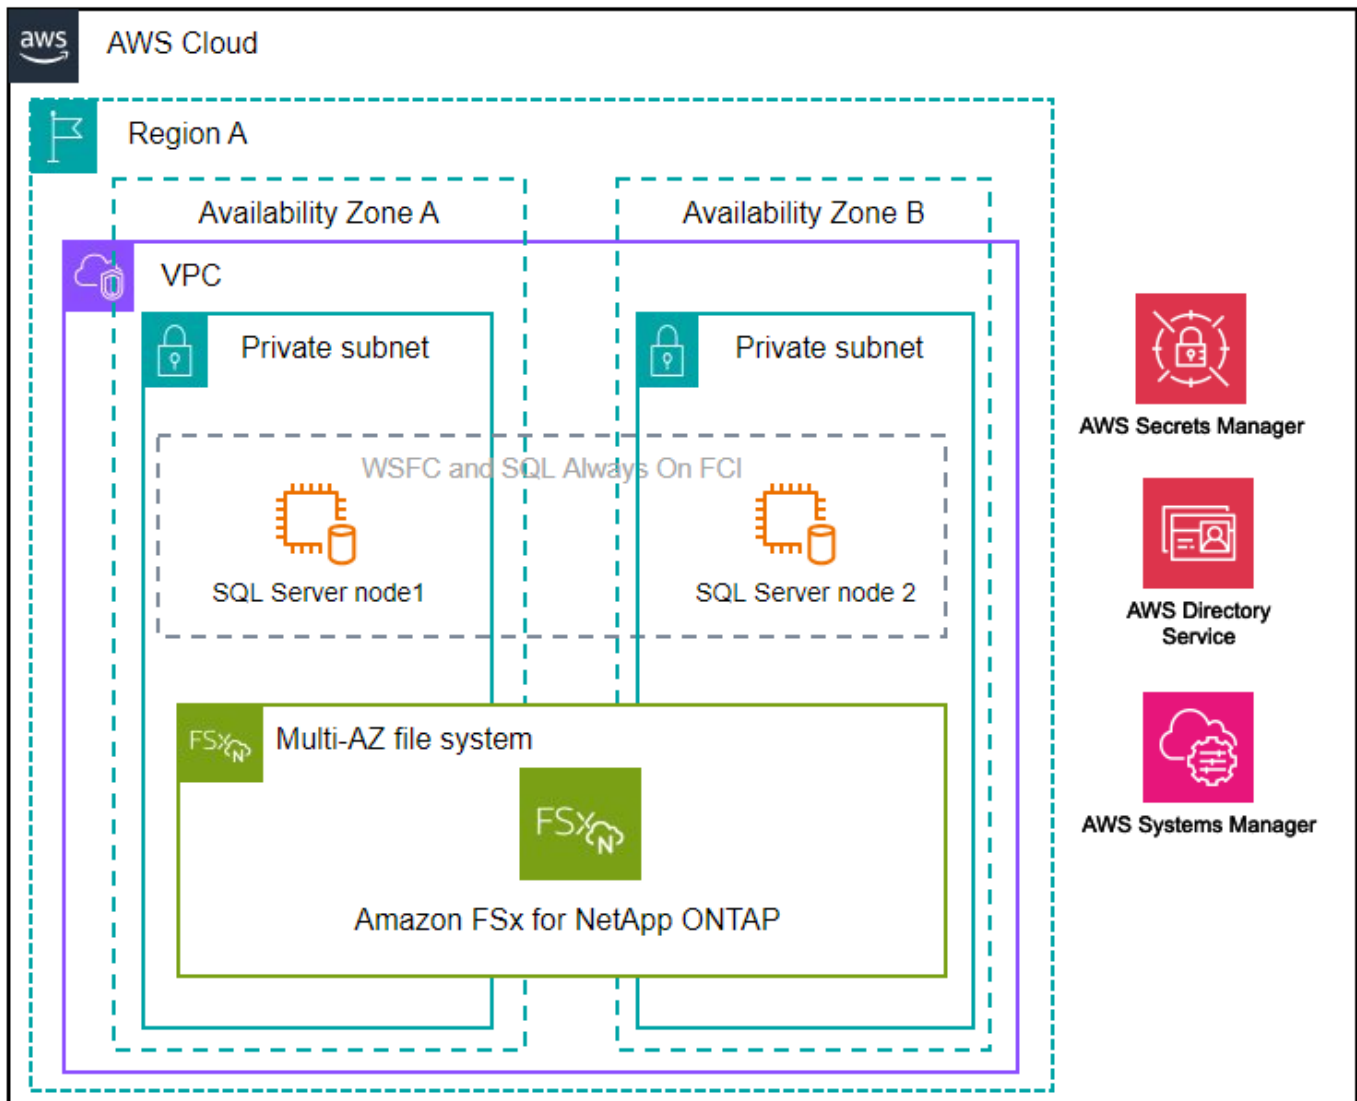 aws
AWS Cloud
Region A
Availability Zone A
Availability Zone B
VPC
Private subnet
Private subnet
WSFC and SQL Always On FCI
SQL Server node1
SQL Server node 2
FSx N
Multi-AZ file system
FSx N
Amazon FSx for NetApp ONTAP
AWS Secrets Manager
AWS Directory
Service
AWS Systems Manager